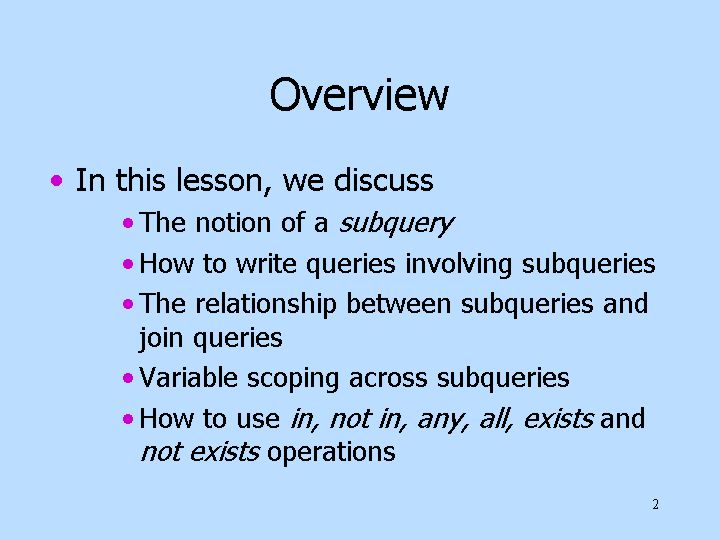 Overview
• In this lesson, we discuss
• The notion of a subquery
• How to write queries involving subqueries
• The relationship between subqueries and
join queries
• Variable scoping across subqueries
• How to use in, not in, any, all, exists and
not exists operations
2